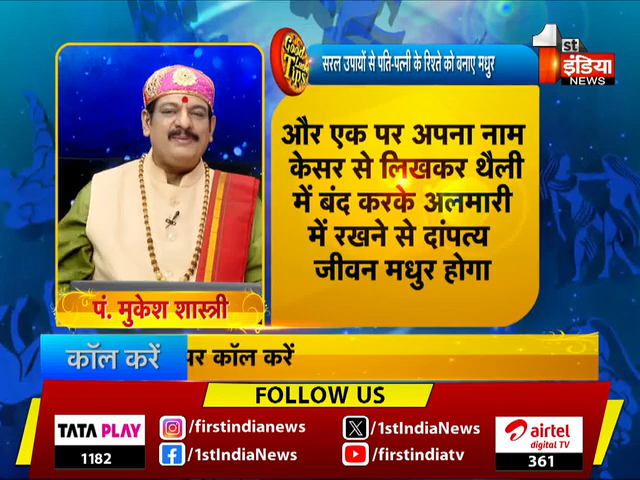 Good Luck Tips
सरल उपायों से पति-पत्नी के रिश्ते को बनाए मधुर
1st
इंडिया
NEWS
और एक पर अपना नाम
केसर से लिखकर थैली
में बंद करके अलमारी
में रखने से दांपत्य
जीवन मधुर होगा
पं. मुकेश शास्त्री
कॉल करें
पर कॉल करें
FOLLOW US
TATA PLAY
1182
/firstindianews
/1stIndiaNews
/1stIndiaNews
/firstindiatv
airtel
digital TV
361